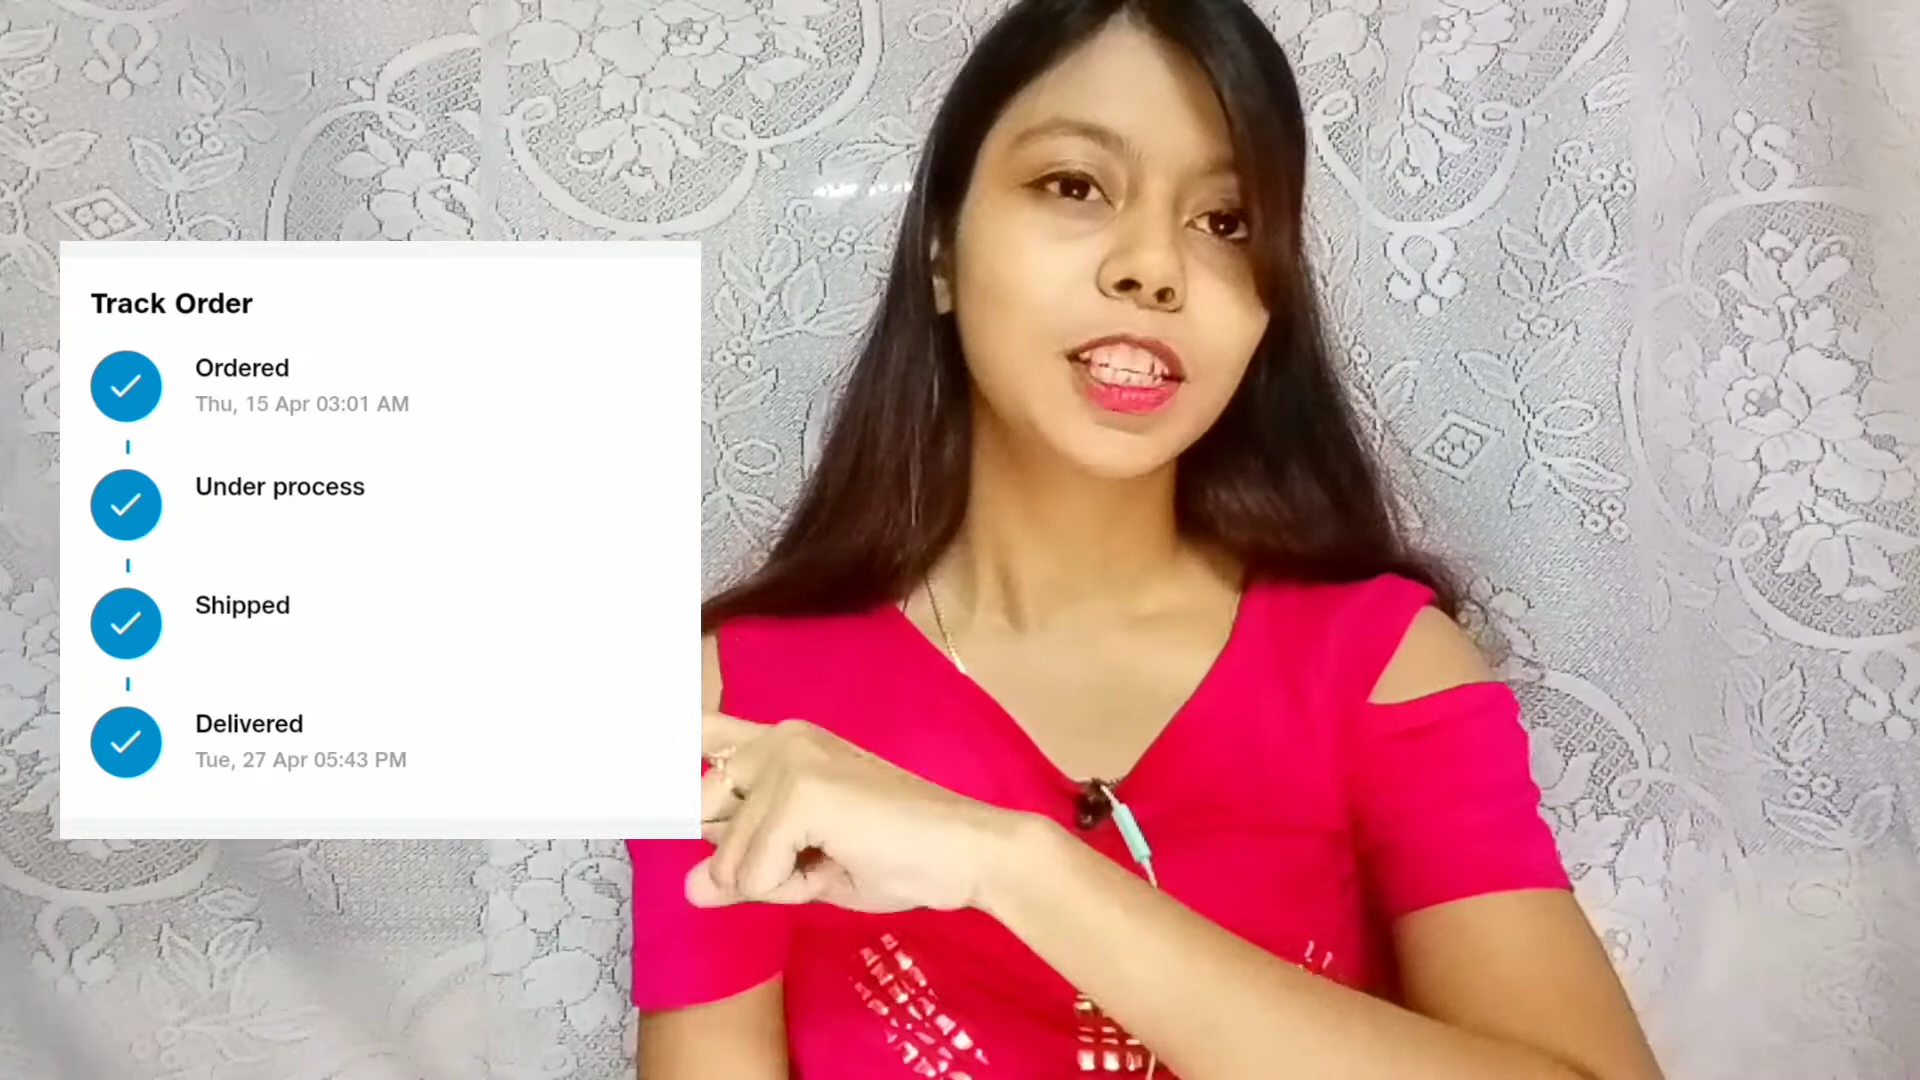 Track Order
Ordered
Thu, 15 Apr 03:01 AM
Under process
Shipped
Delivered
Tue, 27 Apr 05:43 PM